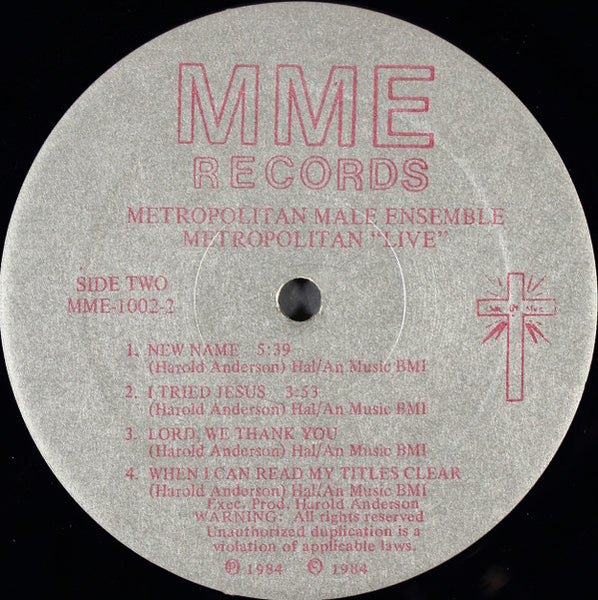 MME
RECORDS
METROPOLITAN MALE ENSEMBLE
METROPOLITAN "LIVE"
SIDE TWO
MME-1002-2
1. NEW NAME 5:39
(Harold Anderson) Hal/An Music BMI
2. I TRIED JESUS 3:53
(Harold Anderson) Hal/An Music BMI
3. LORD, WE THANK YOU
(Harold Anderson) Hal/An Music BMI
4. WHEN I CAN READ MY TITLES CLEAR
(Harold Anderson) Hal/An Music BMI
Exec. Prod. Harold Anderson
WARNING: All rights reserved
Unauthorized duplication is a
violation of applicable laws.
℗ 1984 © 1984